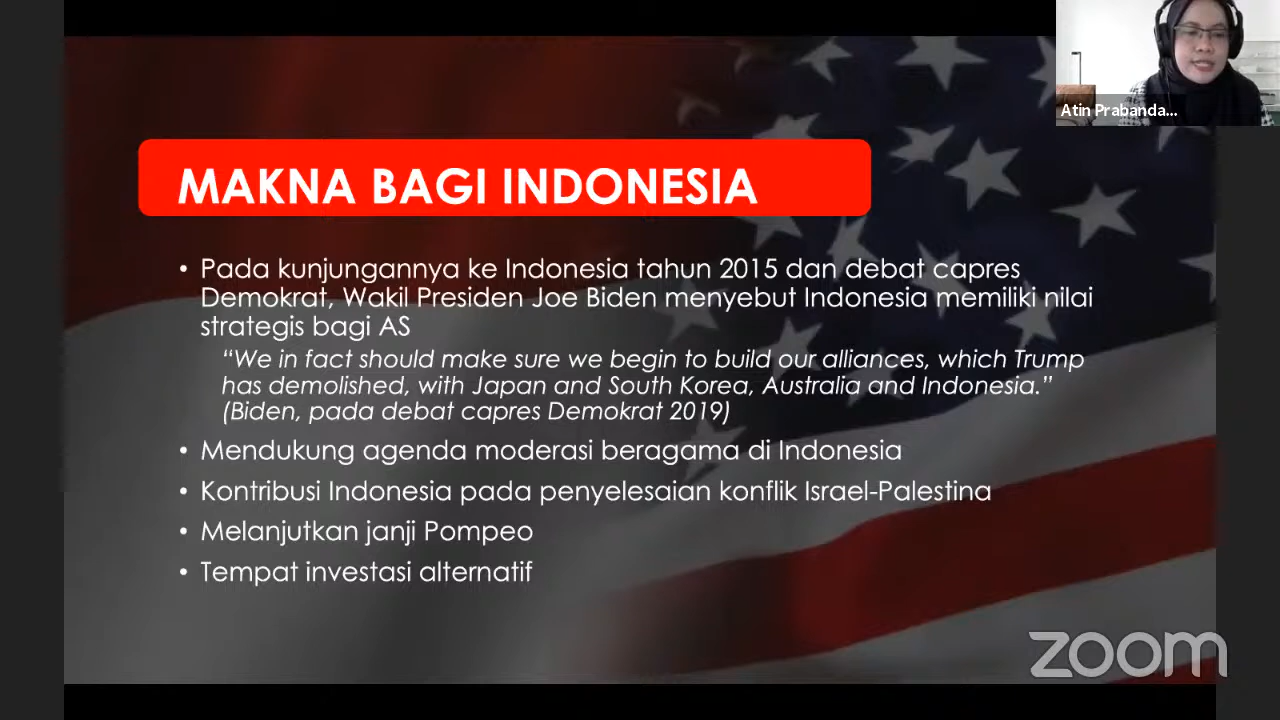 Atin Prabanda...
MAKNA BAGI INDONESIA
• Pada kunjungannya ke Indonesia tahun 2015 dan debat capres
Demokrat, Wakil Presiden Joe Biden menyebut Indonesia memiliki nilai
strategis bagi AS
“We in fact should make sure we begin to build our alliances, which Trump
has demolished, with Japan and South Korea, Australia and Indonesia.”
(Biden, pada debat capres Demokrat 2019)
• Mendukung agenda moderasi beragama di Indonesia
• Kontribusi Indonesia pada penyelesaian konflik Israel-Palestina
• Melanjutkan janji Pompeo
• Tempat investasi alternatif
zoom